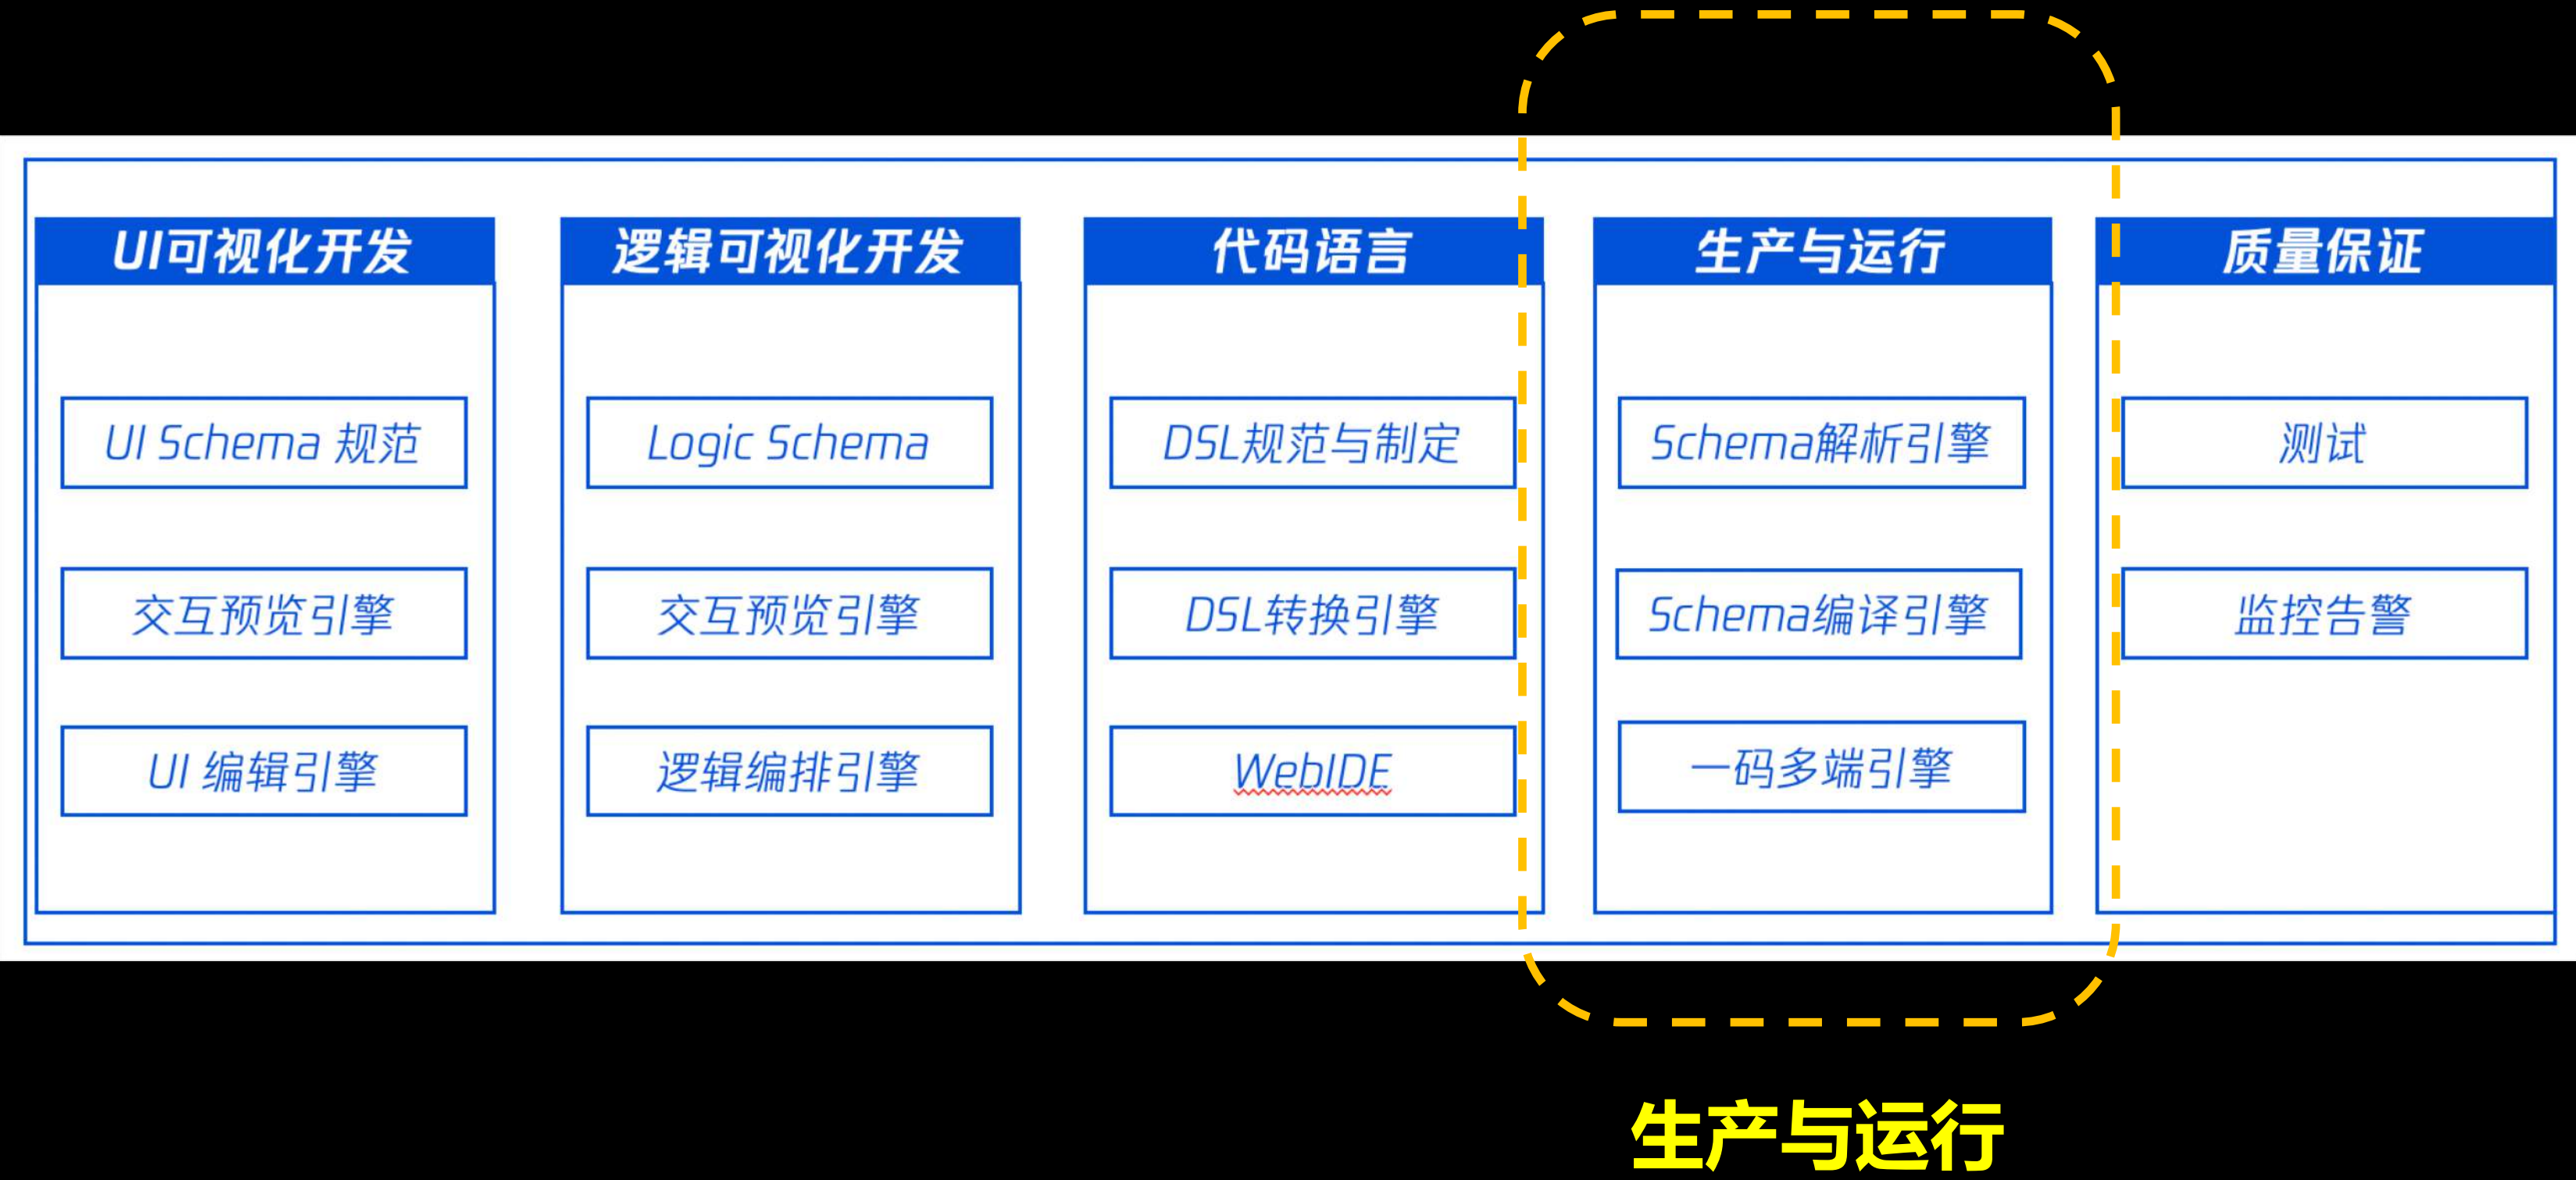 UI可视化开发
UI Schema 规范
交互预览引擎
UI 编辑引擎
逻辑可视化开发
Logic Schema
交互预览引擎
逻辑编排引擎
代码语言
DSL规范与制定
DSL转换引擎
WebIDE
生产与运行
Schema解析引擎
Schema编译引擎
一码多端引擎
质量保证
测试
监控告警
生产与运行